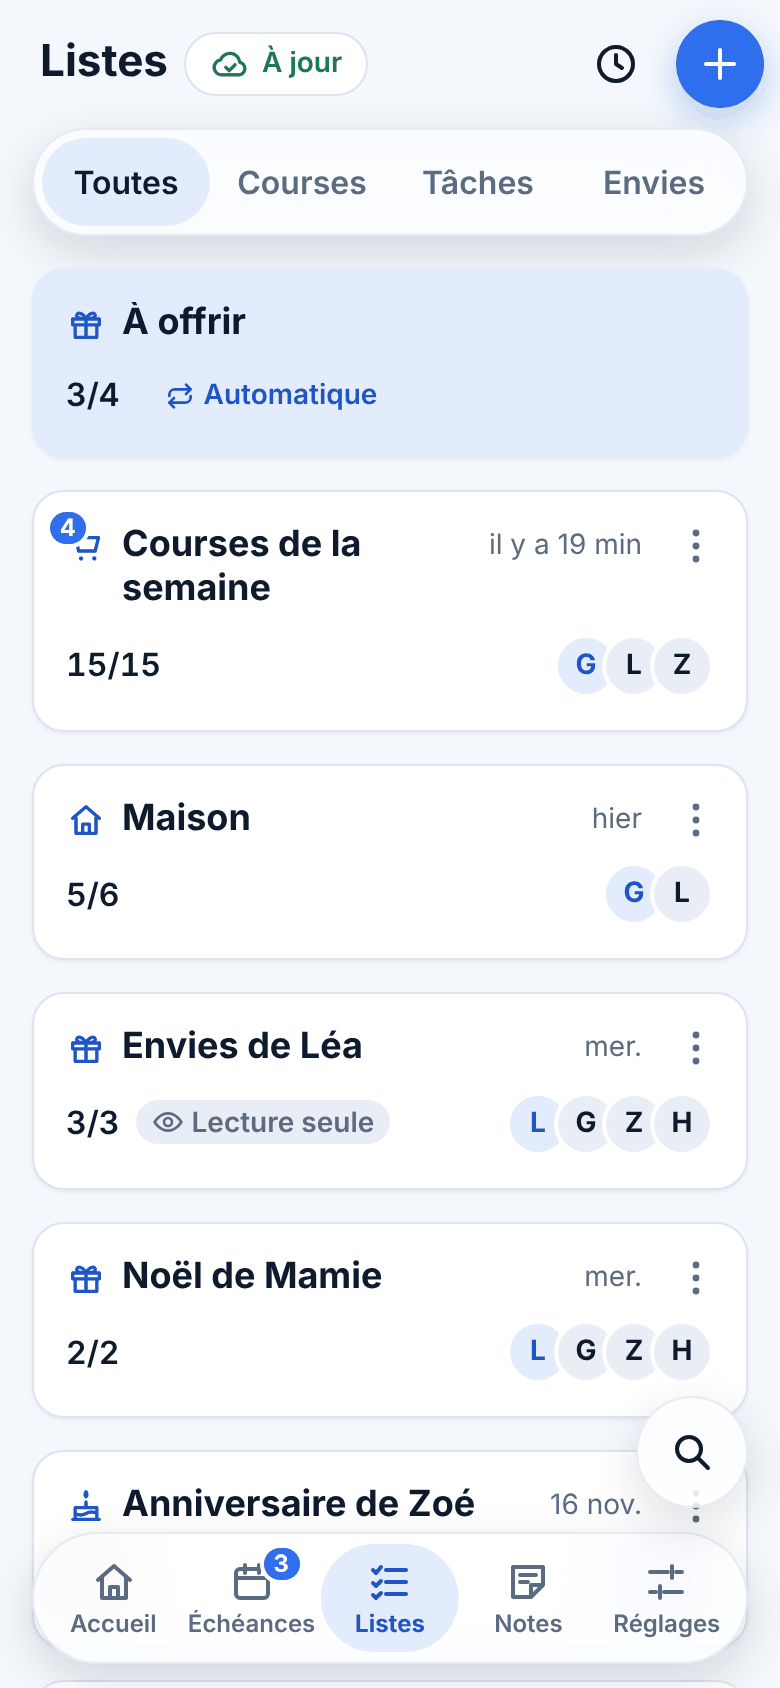 Listes
À jour
Toutes
Courses
Tâches
Envies
À offrir
3/4
Automatique
4
Courses de la
semaine
il y a 19 min
15/15
G
L
Z
Maison
hier
5/6
G
L
Envies de Léa
mer.
3/3
Lecture seule
L
G
Z
H
Noël de Mamie
mer.
2/2
L
G
Z
H
Anniversaire de Zoé
16 nov.
3
Accueil
Échéances
Listes
Notes
Réglages